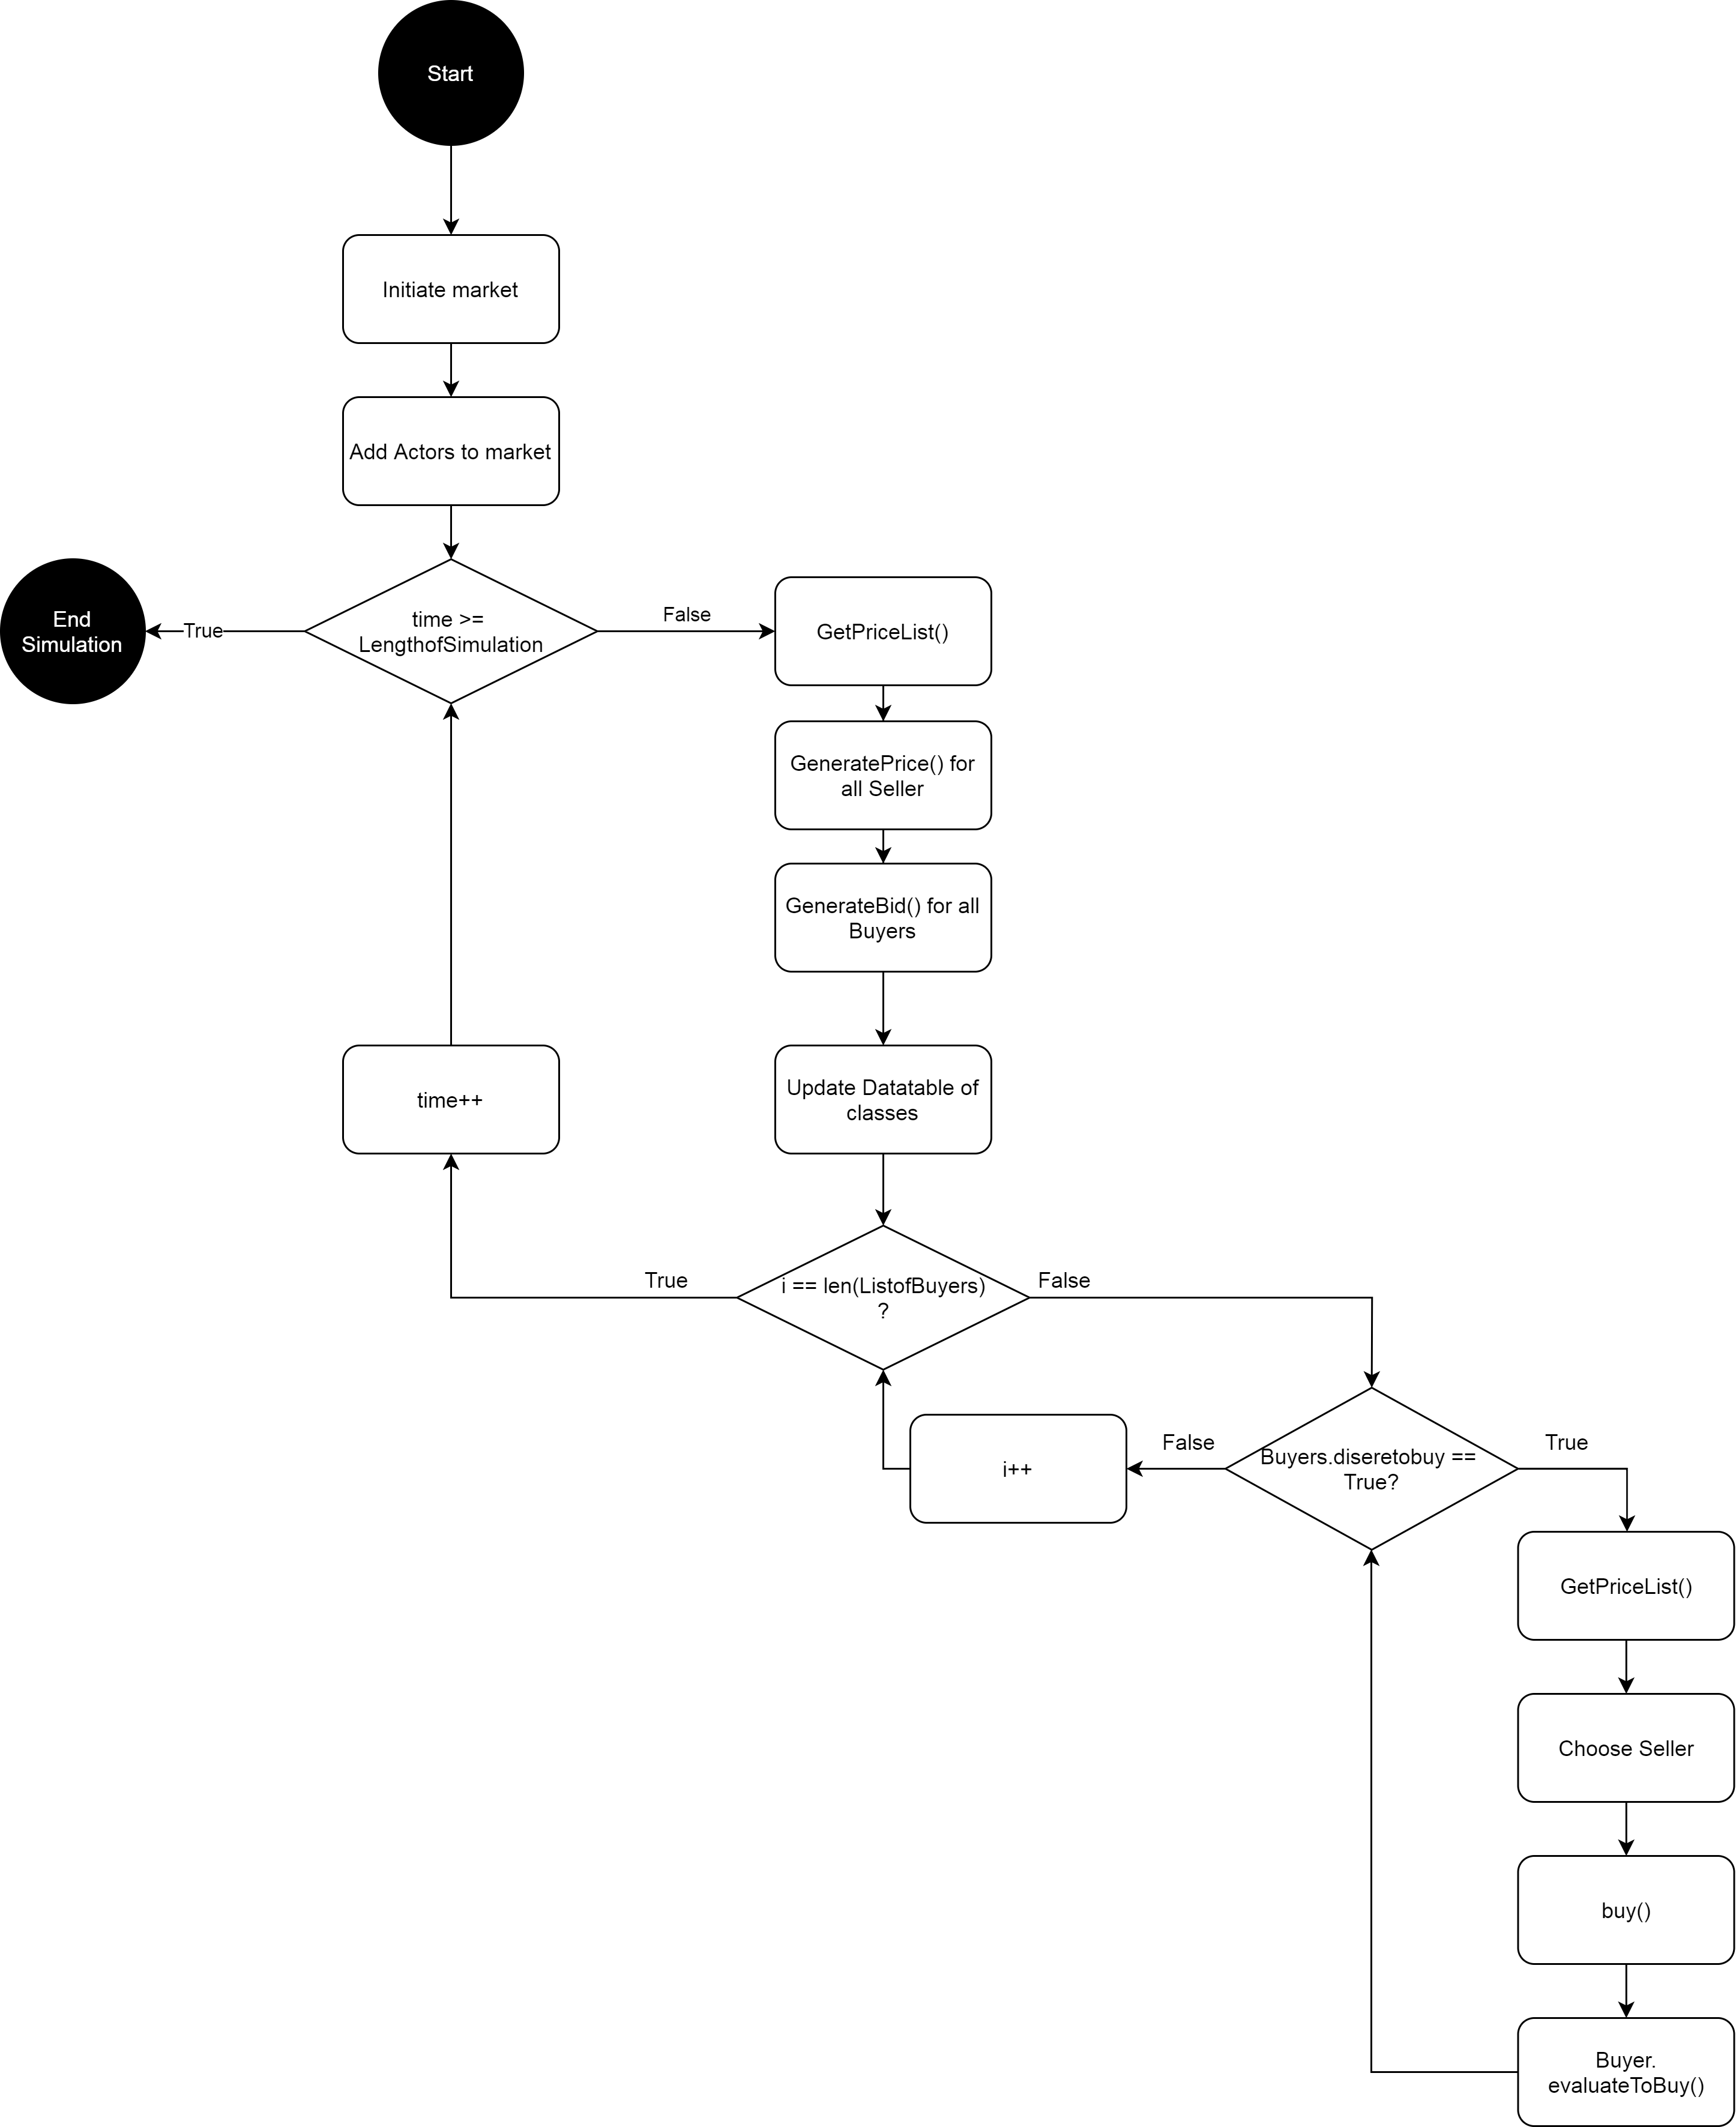 Start
Initiate market
Add Actors to market
End
Simulation
True
time >=
LengthofSimulation
False
GetPriceList()
GeneratePrice() for
all Seller
GenerateBid() for all
Buyers
time++
Update Datatable of
classes
True
i == len(ListofBuyers)
?
False
i++
False
Buyers.diseretobuy ==
True?
True
GetPriceList()
Choose Seller
buy()
Buyer.
evaluateToBuy()